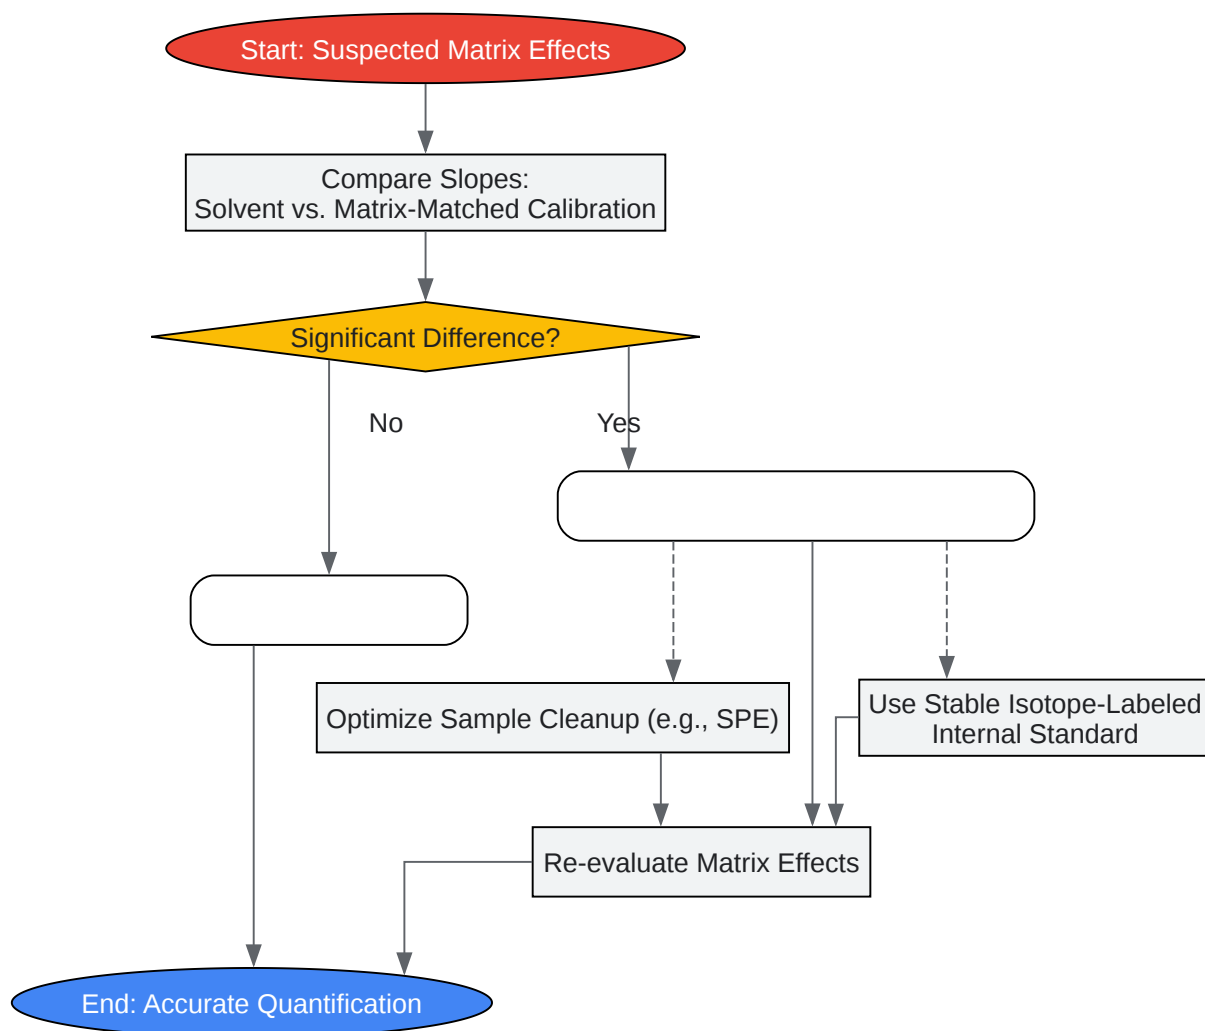 Start: Suspected Matrix Effects
Compare Slopes:
Solvent vs. Matrix-Matched Calibration
Significant Difference?
No
Yes
Optimize Sample Cleanup (e.g., SPE)
Use Stable Isotope-Labeled
Internal Standard
Re-evaluate Matrix Effects
End: Accurate Quantification